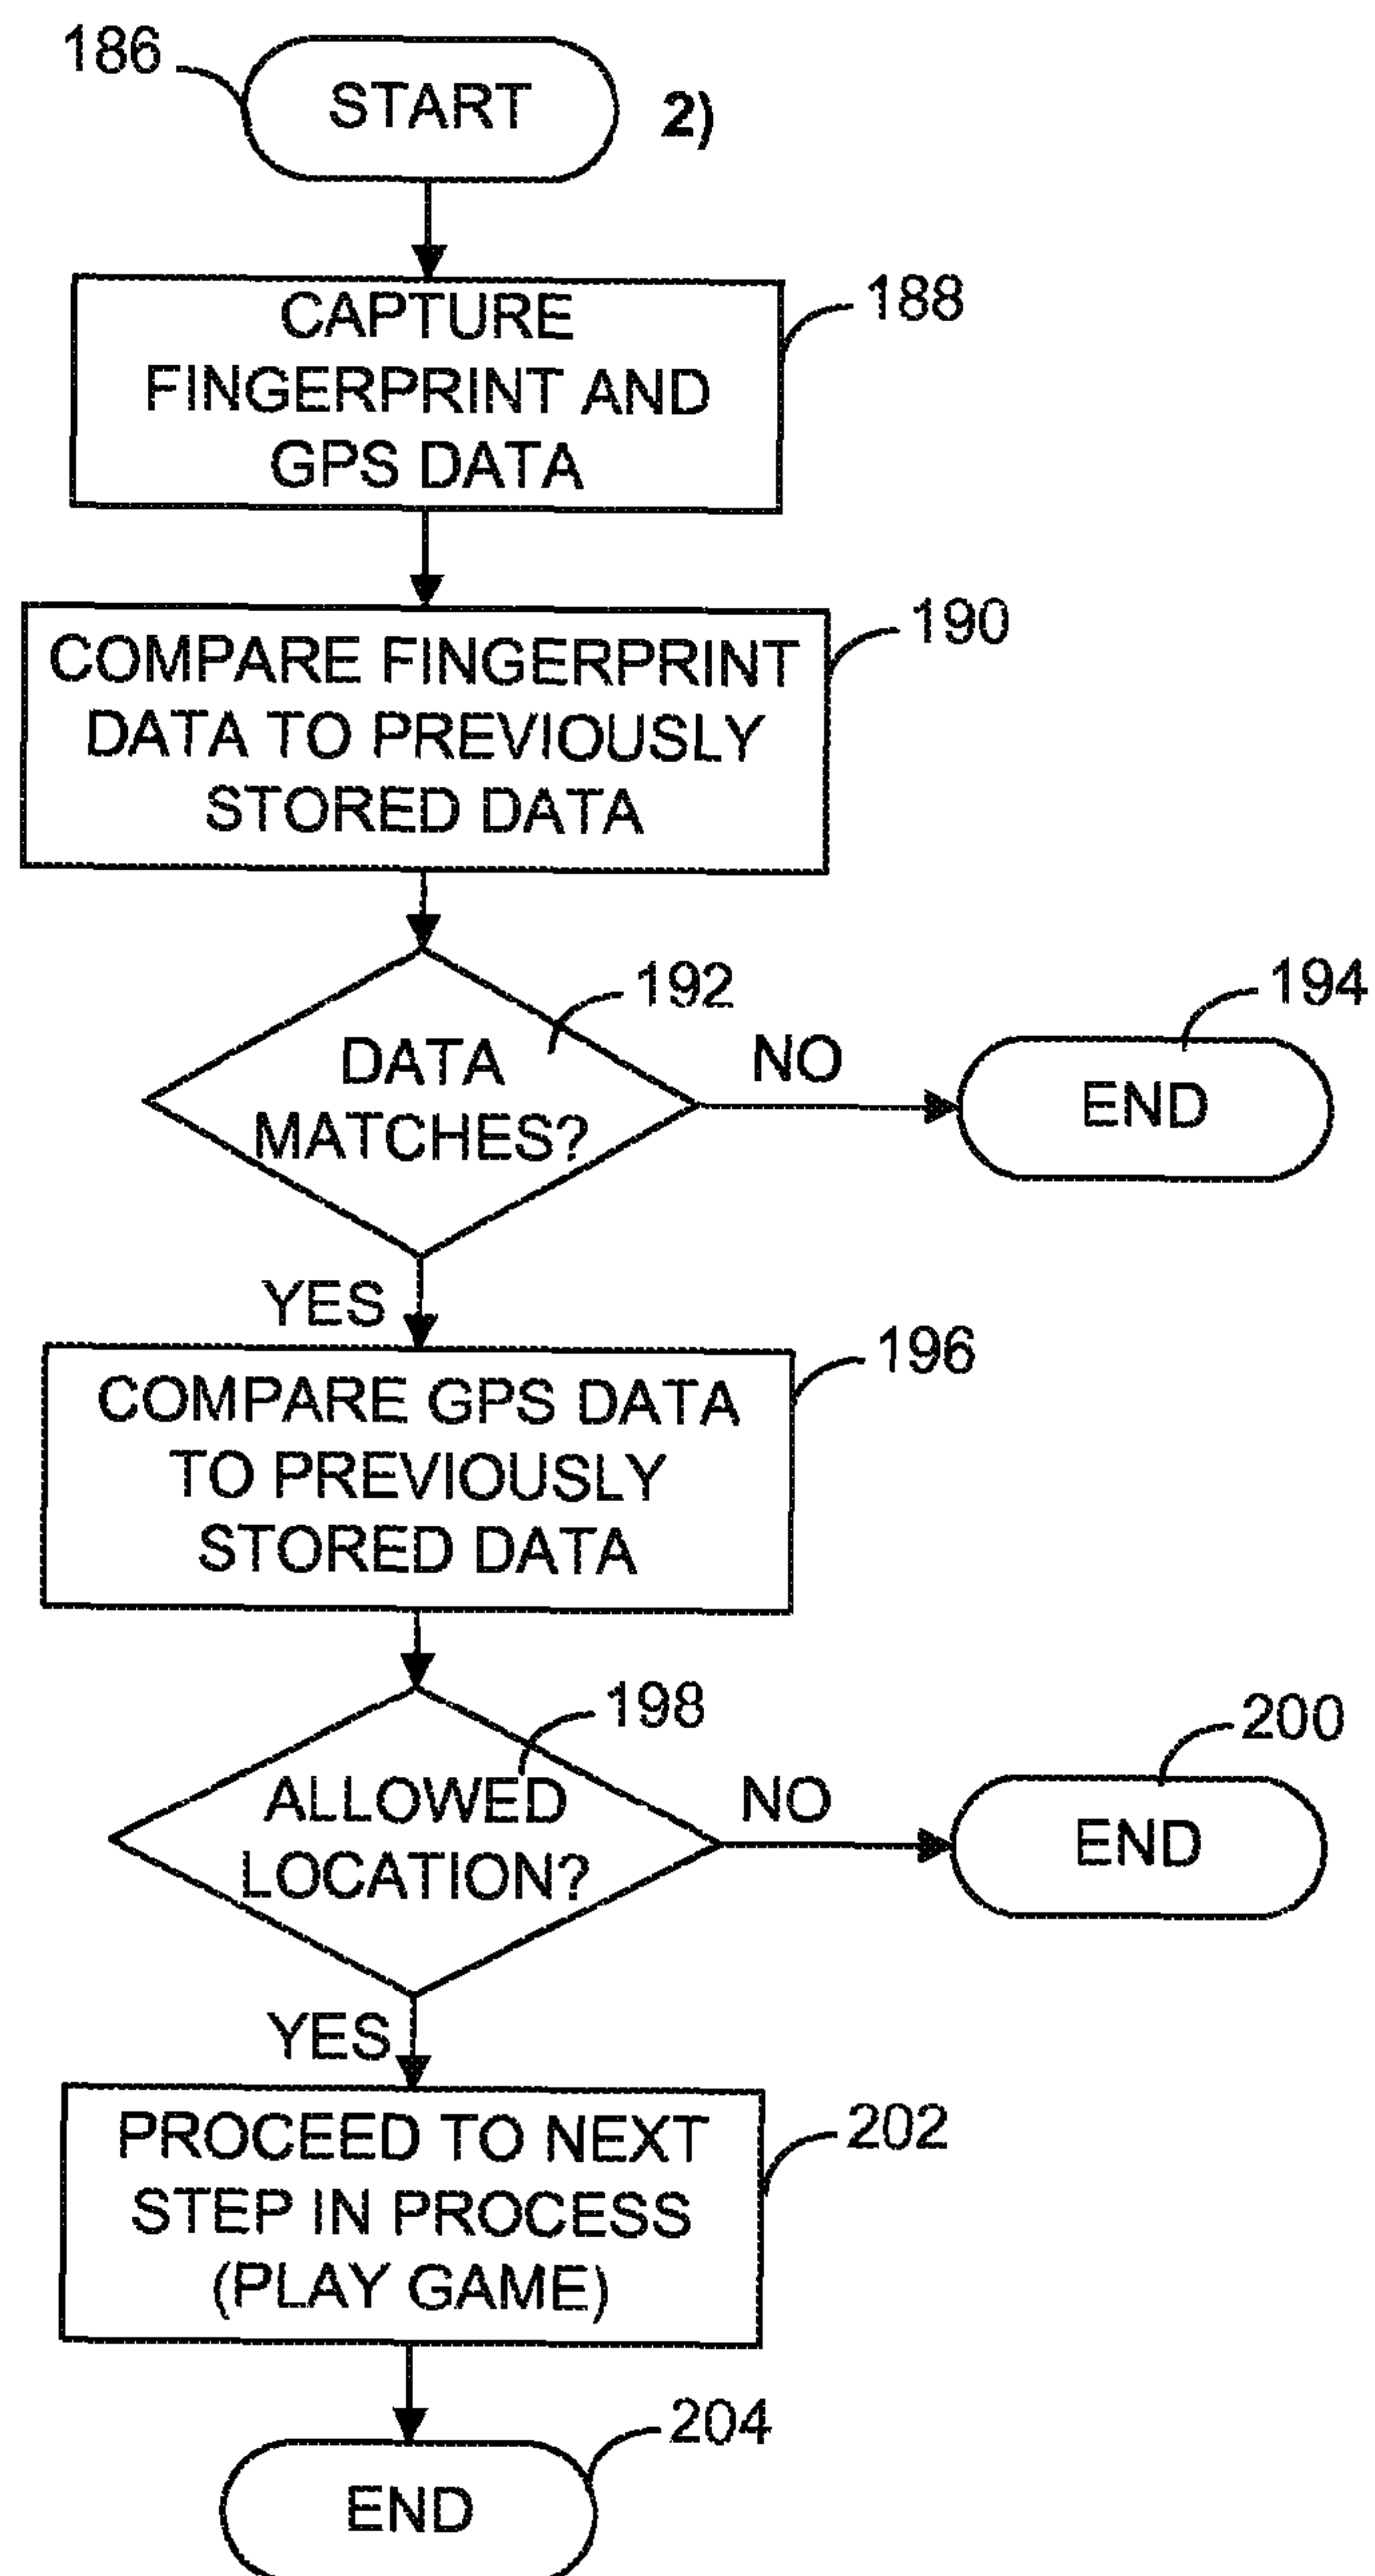 186
START
2)
188
CAPTURE
FINGERPRINT AND
GPS DATA
190
COMPARE FINGERPRINT
DATA TO PREVIOUSLY
STORED DATA
192
DATA
MATCHES?
NO
194
END
YES
196
COMPARE GPS DATA
TO PREVIOUSLY
STORED DATA
198
ALLOWED
LOCATION?
NO
200
END
YES
202
PROCEED TO NEXT
STEP IN PROCESS
(PLAY GAME)
204
END